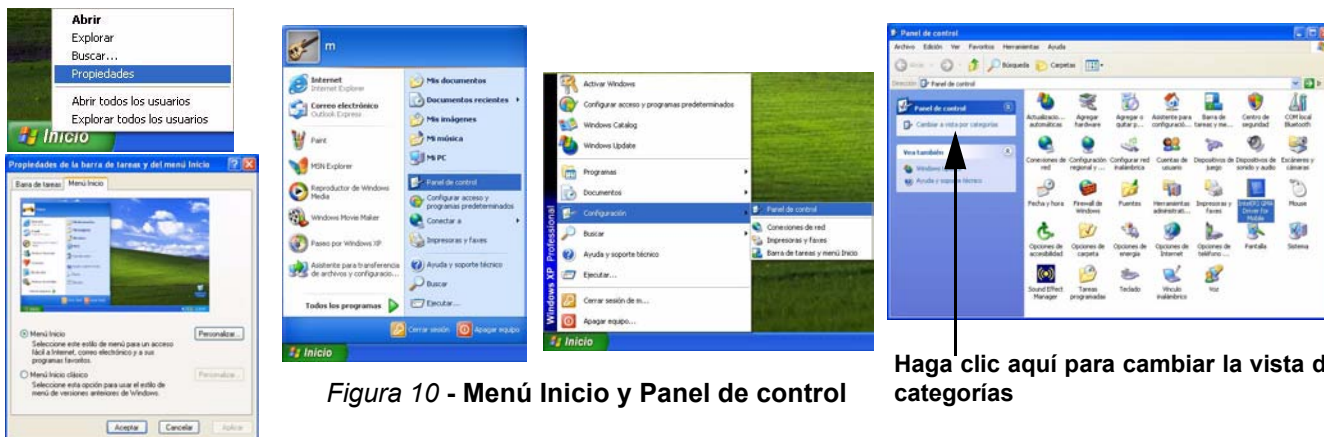 Abrir
Explorar
Buscar...
Propiedades
Abrir todos los usuarios
Explorar todos los usuarios
Inicio
Propiedades de la barra de tareas y del menú Inicio
Barra de tareas Menú Inicio
Menú Inicio
Personalizar...
Seleccione este estilo de menú para un acceso
fácil a Internet, correo electrónico y a sus
programas favoritos.
Menú Inicio clásico
Personalizar...
Seleccione esta opción para usar el estilo de
menú de versiones anteriores de Windows.
Aceptar Cancelar Aplicar
m
Internet
Internet Explorer
Correo electrónico
Outlook Express
Paint
MSN Explorer
Reproductor de Windows
Media
Windows Movie Maker
Paseo por Windows XP
Asistente para transferencia
de archivos y configuracio...
Todos los programas
Mis documentos
Documentos recientes
Mis imágenes
Mi música
Mi PC
Panel de control
Configurar acceso y
programas predeterminados
Conectar a
Impresoras y faxes
Ayuda y soporte técnico
Buscar
Ejecutar...
Cerrar sesión Apagar equipo
Inicio
Activar Windows
Configurar acceso y programas predeterminados
Windows Catalog
Windows Update
Programas
Documentos
Configuración
Buscar
Ayuda y soporte técnico
Ejecutar...
Cerrar sesión de m...
Apagar equipo...
Windows XP Professional
Panel de control
Conexiones de red
Impresoras y faxes
Barra de tareas y menú Inicio
Inicio
Figura 10 - Menú Inicio y Panel de control
Panel de control
Archivo Edición Ver Favoritos Herramientas Ayuda
Búsqueda Carpetas
Dirección Panel de control
Panel de control
Cambiar a vista por categorías
Vea también
Windows
Ayuda y soporte técnico
Actualizacio... Agregar Agregar o Asistente para Barra de Centro de COM local
automáticas hardware quitar p... configuració... tareas y me... seguridad Bluetooth
Conexiones de Configuración Configurar red Cuentas de Dispositivos de Dispositivos de Escáneres y
red regional y ... inalámbrica usuario juego sonido y audio cámaras
Fecha y hora Firewall de Fuentes Herramientas Impresoras y Intel(R) GMA Mouse
Windows administrati... faxes Driver for
Mobile
Opciones de Opciones de Opciones de Opciones de Opciones de Pantalla Sistema
accesibilidad carpeta energía Internet teléfono ...
Sound Effect Tareas Teclado Vínculo Voz
Manager programadas inalámbrico
Haga clic aquí para cambiar la vista d
categorías